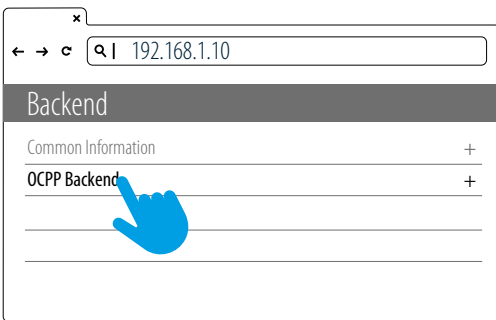 192.168.1.10
Backend
Common Information +
OCPP Backend +